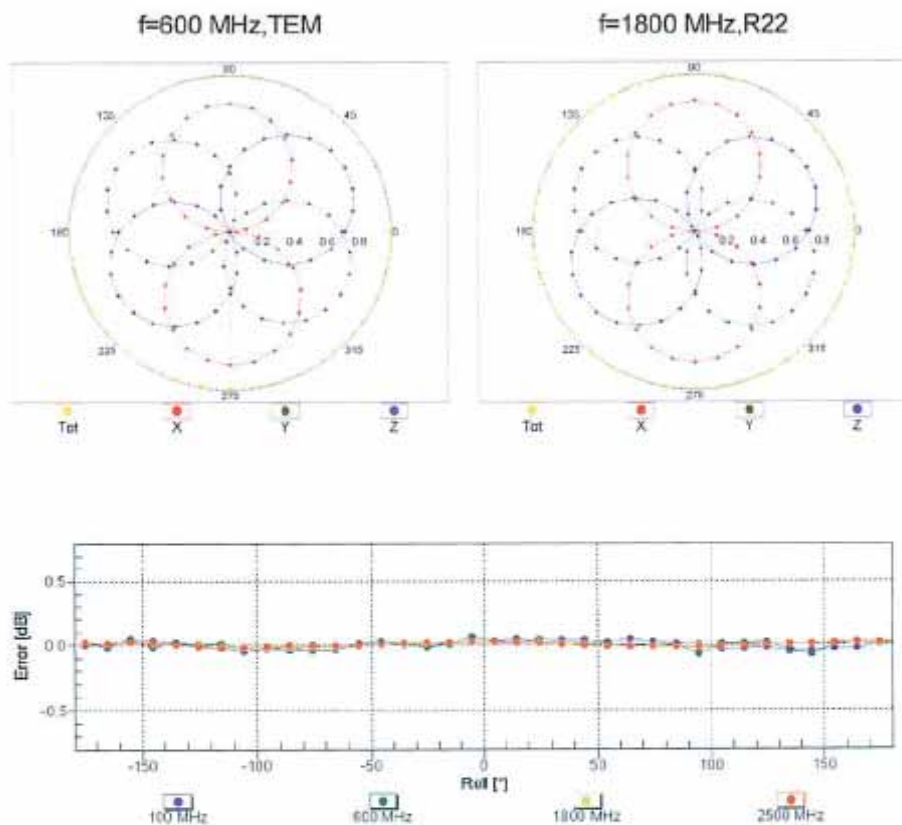 f=600 MHz,TEM
f=1800 MHz,R22
90
135
45
180
0.2 0.4 0.6 0.8
0
225
315
270
Tot X Y Z
90
135
45
180
0.2 0.4 0.6 0.8
0
225
315
270
Tot X Y Z
Error [dB]
0.5
0.0
-0.5
-150 -100 -50 0 50 100 150
Roll [°]
100 MHz 600 MHz 1800 MHz 2500 MHz